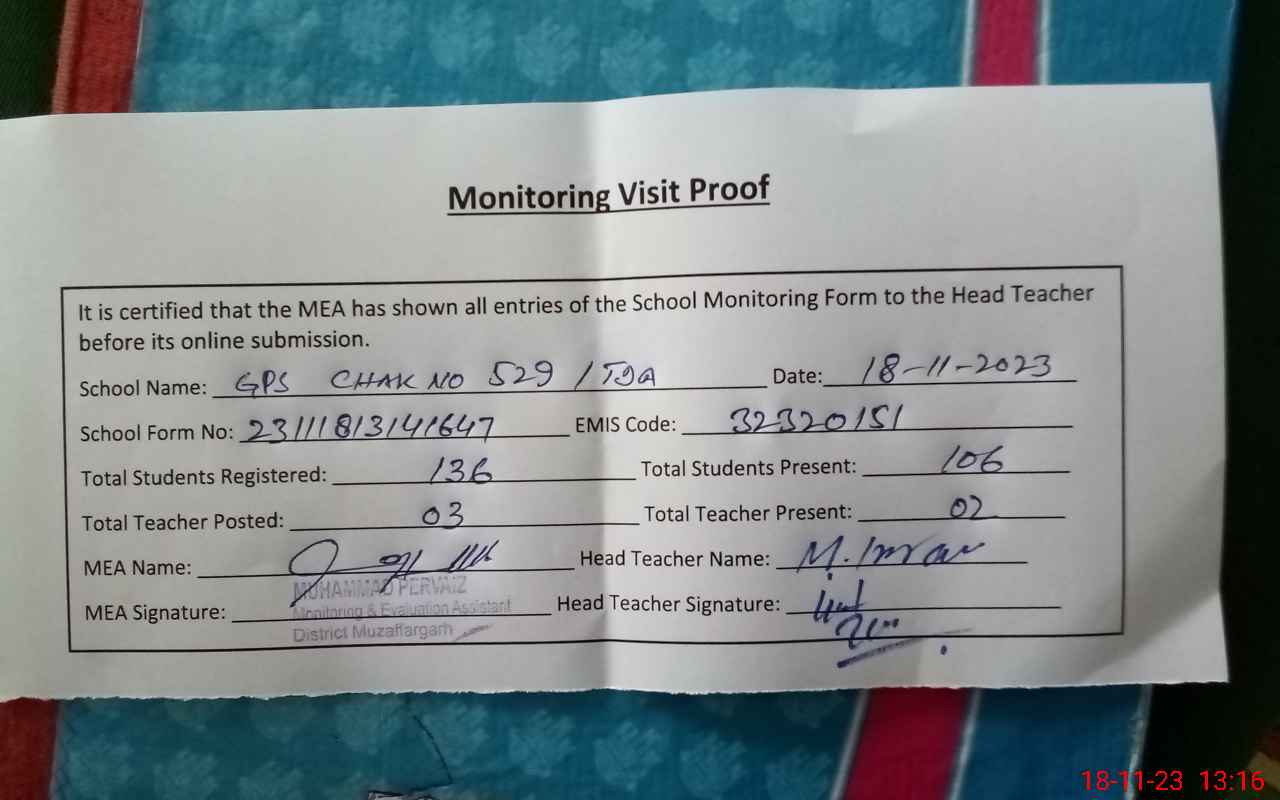 Monitoring Visit Proof
It is certified that the MEA has shown all entries of the School Monitoring Form to the Head Teacher
before its online submission.
School Name: GPS CHAK NO 529 /TDA Date: 18-11-2023
School Form No: 231118/3141647 EMIS Code: 32320151
Total Students Registered: 136 Total Students Present: 106
Total Teacher Posted: 03 Total Teacher Present: 02
MEA Name: Head Teacher Name: M. Imran
MUHAMMAD PERVAIZ
MEA Signature: Monitoring & Evaluation Assistant Head Teacher Signature:
District Muzaffargarh
18-11-23 13:16